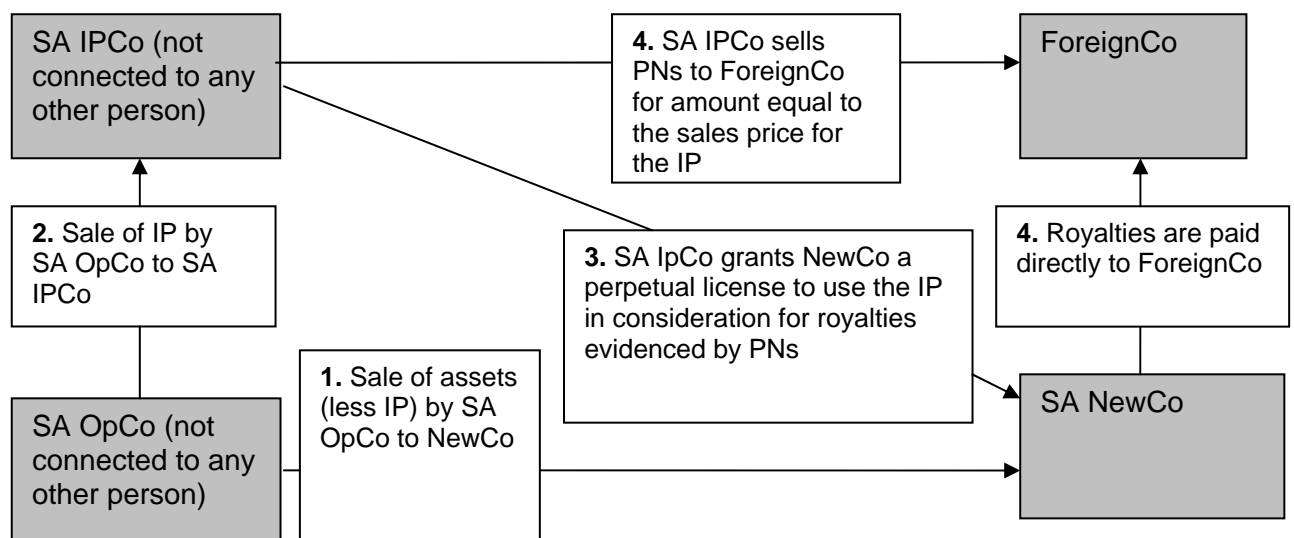 SA IPCo (not
connected to any
other person)
4. SA IPCo sells
PNs to ForeignCo
for amount equal to
the sales price for
the IP
ForeignCo
2. Sale of IP by
SA OpCo to SA
IPCo
3. SA IpCo grants NewCo a
perpetual license to use the IP
in consideration for royalties
evidenced by PNs
4. Royalties are paid
directly to ForeignCo
1. Sale of assets
(less IP) by SA
OpCo to NewCo
SA OpCo (not
connected to any
other person)
SA NewCo